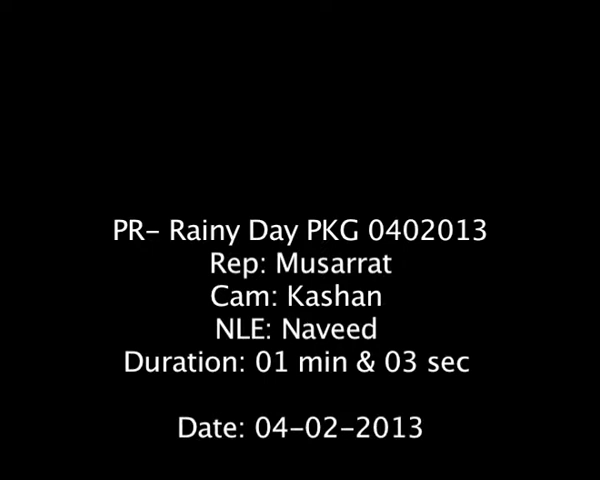 PR- Rainy Day PKG 0402013
Rep: Musarrat
Cam: Kashan
NLE: Naveed
Duration: 01 min & 03 sec
Date: 04-02-2013